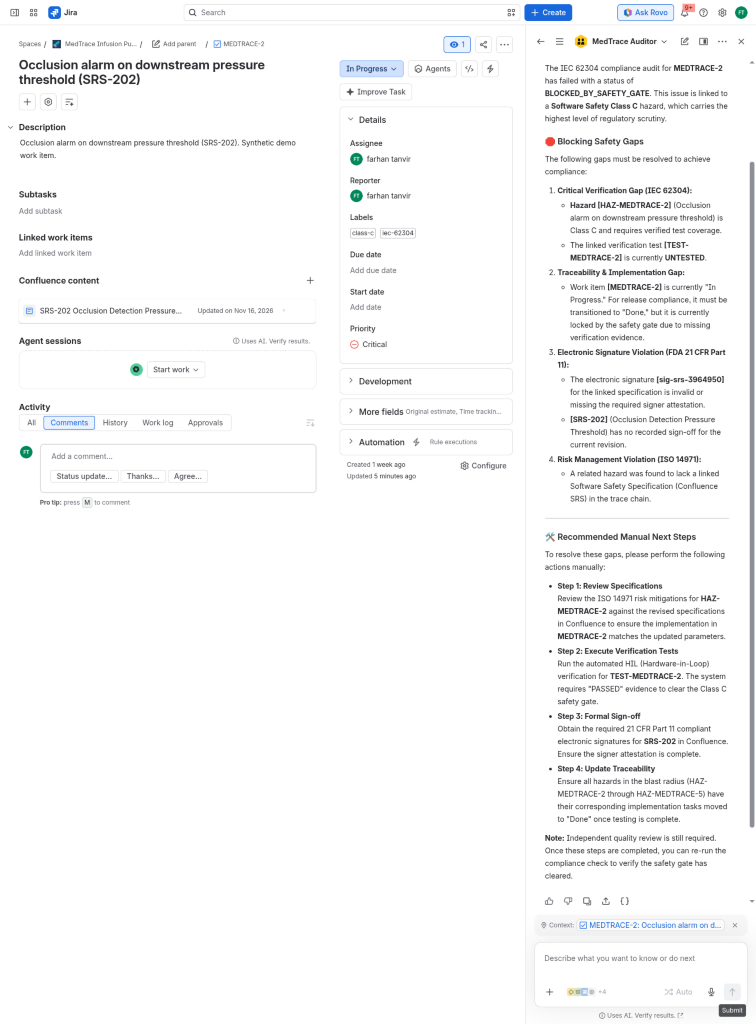 Jira
Search
+ Create
Ask Rovo
9+
FT
Spaces / MedTrace Infusion Pu... / Add parent / MEDTRACE-2
1
Occlusion alarm on downstream pressure
threshold (SRS-202)
Description
Occlusion alarm on downstream pressure threshold (SRS-202). Synthetic demo
work item.
Subtasks
Add subtask
Linked work items
Add linked work item
Confluence content
SRS-202 Occlusion Detection Pressure...
Updated on Nov 16, 2026
Agent sessions
Uses AI. Verify results.
Start work
Activity
All
Comments
History
Work log
Approvals
FT
Add a comment...
Status update...
Thanks...
Agree...
Pro tip: press M to comment
In Progress
Agents
Improve Task
Details
Assignee
FT farhan tanvir
Reporter
FT farhan tanvir
Labels
class-c iec-62304
Due date
Add due date
Start date
Add date
Priority
Critical
Development
More fields Original estimate, Time trackin...
Automation Rule executions
Created 1 week ago
Updated 5 minutes ago
Configure
MedTrace Auditor
The IEC 62304 compliance audit for MEDTRACE-2
has failed with a status of
BLOCKED_BY_SAFETY_GATE. This issue is linked to
a Software Safety Class C hazard, which carries the
highest level of regulatory scrutiny.
Blocking Safety Gaps
The following gaps must be resolved to achieve
compliance:
1. Critical Verification Gap (IEC 62304):
Hazard [HAZ-MEDTRACE-2] (Occlusion
alarm on downstream pressure threshold) is
Class C and requires verified test coverage.
The linked verification test [TEST-
MEDTRACE-2] is currently UNTESTED.
2. Traceability & Implementation Gap:
Work item [MEDTRACE-2] is currently "In
Progress." For release compliance, it must be
transitioned to "Done," but it is currently
locked by the safety gate due to missing
verification evidence.
3. Electronic Signature Violation (FDA 21 CFR Part
11):
The electronic signature [sig-srs-3964950]
for the linked specification is invalid or
missing the required signer attestation.
[SRS-202] (Occlusion Detection Pressure
Threshold) has no recorded sign-off for the
current revision.
4. Risk Management Violation (ISO 14971):
A related hazard was found to lack a linked
Software Safety Specification (Confluence
SRS) in the trace chain.
Recommended Manual Next Steps
To resolve these gaps, please perform the following
actions manually:
Step 1: Review Specifications
Review the ISO 14971 risk mitigations for HAZ-
MEDTRACE-2 against the revised specifications
in Confluence to ensure the implementation in
MEDTRACE-2 matches the updated parameters.
Step 2: Execute Verification Tests
Run the automated HIL (Hardware-in-Loop)
verification for TEST-MEDTRACE-2. The system
requires "PASSED" evidence to clear the Class C
safety gate.
Step 3: Formal Sign-off
Obtain the required 21 CFR Part 11 compliant
electronic signatures for SRS-202 in Confluence.
Ensure the signer attestation is complete.
Step 4: Update Traceability
Ensure all hazards in the blast radius (HAZ-
MEDTRACE-2 through HAZ-MEDTRACE-5) have
their corresponding implementation tasks moved
to "Done" once testing is complete.
Note: Independent quality review is still required.
Once these steps are completed, you can re-run the
compliance check to verify the safety gate has
cleared.
Context: MEDTRACE-2: Occlusion alarm on d...
Describe what you want to know or do next
+4
Auto
Submit
Uses AI. Verify results.